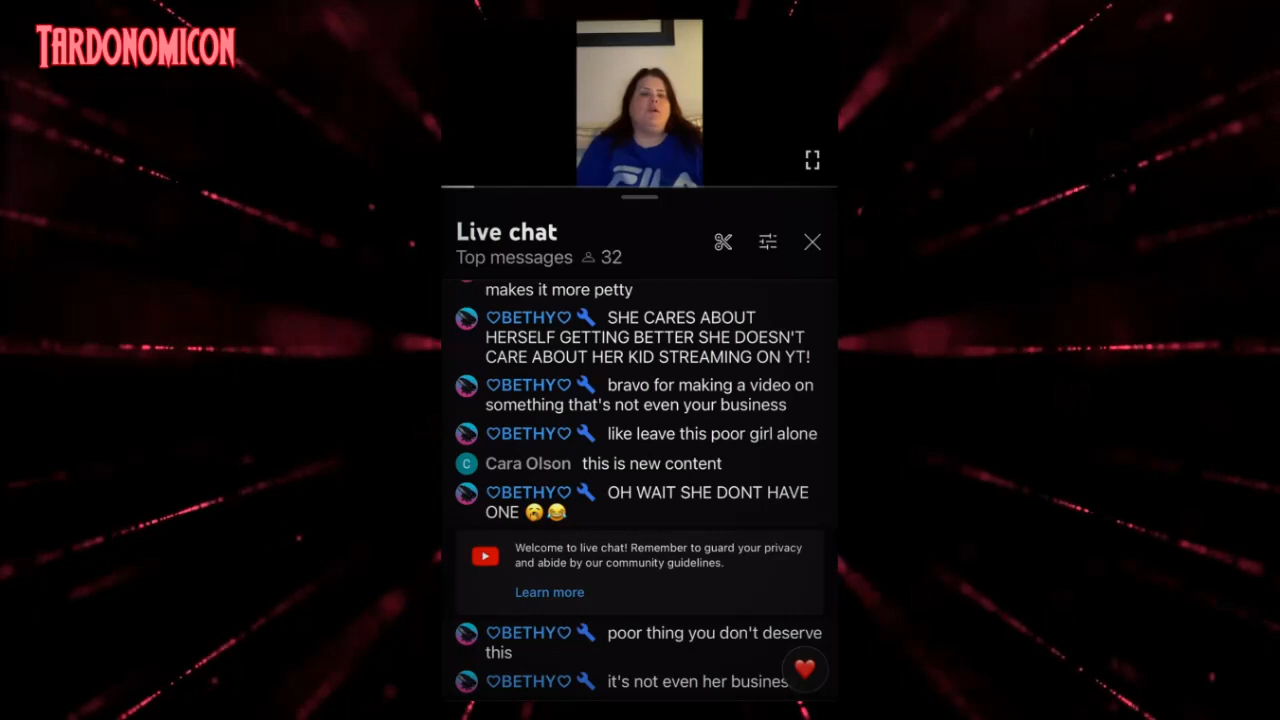 TARDONOMICON
FILA
Live chat
Top messages 32
makes it more petty
♡BETHY♡ SHE CARES ABOUT
HERSELF GETTING BETTER SHE DOESN'T
CARE ABOUT HER KID STREAMING ON YT!
♡BETHY♡ bravo for making a video on
something that's not even your business
♡BETHY♡ like leave this poor girl alone
C Cara Olson this is new content
♡BETHY♡ OH WAIT SHE DONT HAVE
ONE 😭😂
Welcome to live chat! Remember to guard your privacy
and abide by our community guidelines.
Learn more
♡BETHY♡ poor thing you don't deserve
this
♡BETHY♡ it's not even her busines